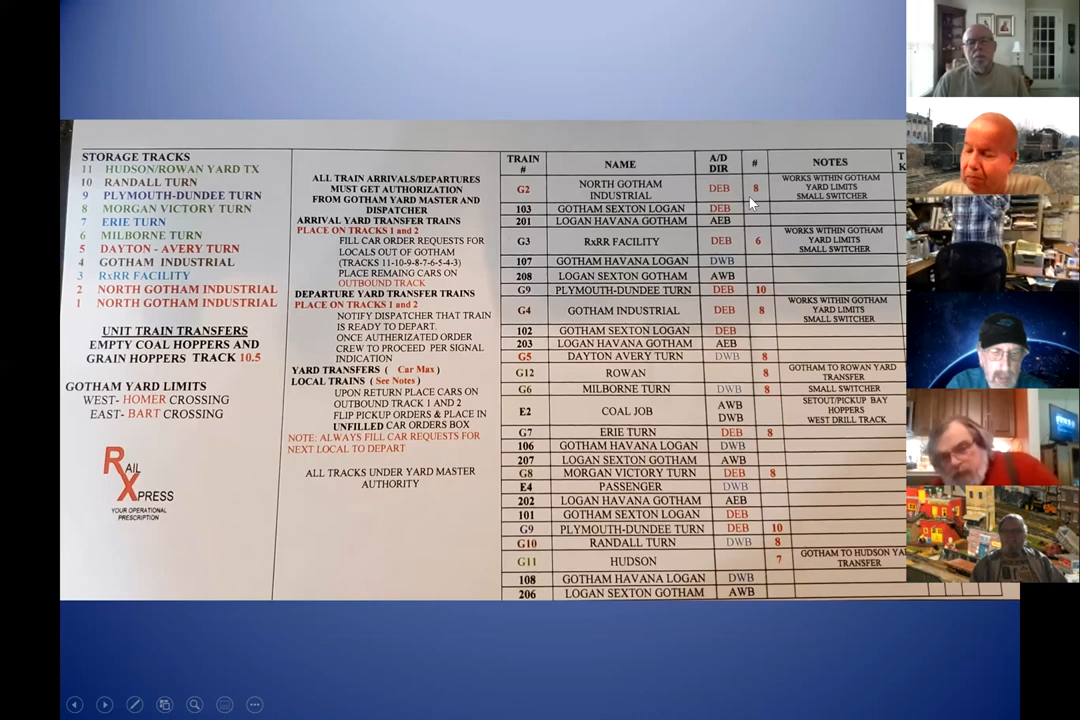 STORAGE TRACKS
11 HUDSON/ROWAN YARD TX
10 RANDALL TURN
9 PLYMOUTH-DUNDEE TURN
8 MORGAN VICTORY TURN
7 ERIE TURN
6 MILBORNE TURN
5 DAYTON - AVERY TURN
4 GOTHAM INDUSTRIAL
3 RxRR FACILITY
2 NORTH GOTHAM INDUSTRIAL
1 NORTH GOTHAM INDUSTRIAL
UNIT TRAIN TRANSFERS
EMPTY COAL HOPPERS AND
GRAIN HOPPERS TRACK 10.5
GOTHAM YARD LIMITS
WEST- HOMER CROSSING
EAST- BART CROSSING
RAIL
XPRESS
YOUR OPERATIONAL
PRESCRIPTION
ALL TRAIN ARRIVALS/DEPARTURES
MUST GET AUTHORIZATION
FROM GOTHAM YARD MASTER AND
DISPATCHER
ARRIVAL YARD TRANSFER TRAINS
PLACE ON TRACKS 1 and 2
FILL CAR ORDER REQUESTS FOR
LOCALS OUT OF GOTHAM
(TRACKS 11-10-9-8-7-6-5-4-3)
PLACE REMAING CARS ON
OUTBOUND TRACK
DEPARTURE YARD TRANSFER TRAINS
PLACE ON TRACKS 1 and 2
NOTIFY DISPATCHER THAT TRAIN
IS READY TO DEPART.
ONCE AUTHERIZATED ORDER
CREW TO PROCEED PER SIGNAL
INDICATION
YARD TRANSFERS ( Car Max)
LOCAL TRAINS ( See Notes)
UPON RETURN PLACE CARS ON
OUTBOUND TRACK 1 AND 2
FLIP PICKUP ORDERS & PLACE IN
UNFILLED CAR ORDERS BOX
NOTE: ALWAYS FILL CAR REQUESTS FOR
NEXT LOCAL TO DEPART
ALL TRACKS UNDER YARD MASTER
AUTHORITY
TRAIN # NAME A/D DIR # NOTES T K
G2 NORTH GOTHAM INDUSTRIAL DEB 8 WORKS WITHIN GOTHAM YARD LIMITS SMALL SWITCHER
103 GOTHAM SEXTON LOGAN DEB
201 LOGAN HAVANA GOTHAM AEB
G3 RxRR FACILITY DEB 6 WORKS WITHIN GOTHAM YARD LIMITS SMALL SWITCHER
107 GOTHAM HAVANA LOGAN DWB
208 LOGAN SEXTON GOTHAM AWB
G9 PLYMOUTH-DUNDEE TURN DEB 10
G4 GOTHAM INDUSTRIAL DEB 8 WORKS WITHIN GOTHAM YARD LIMITS SMALL SWITCHER
102 GOTHAM SEXTON LOGAN DEB
203 LOGAN HAVANA GOTHAM AEB
G5 DAYTON AVERY TURN DWB 8
G12 ROWAN 8 GOTHAM TO ROWAN YARD TRANSFER
G6 MILBORNE TURN DWB 8 SMALL SWITCHER
E2 COAL JOB AWB DWB SETOUT/PICKUP BAY HOPPERS WEST DRILL TRACK
G7 ERIE TURN DEB 8
106 GOTHAM HAVANA LOGAN DWB
207 LOGAN SEXTON GOTHAM AWB
G8 MORGAN VICTORY TURN DEB 8
E4 PASSENGER DWB
202 LOGAN HAVANA GOTHAM AEB
101 GOTHAM SEXTON LOGAN DEB
G9 PLYMOUTH-DUNDEE TURN DEB 10
G10 RANDALL TURN DWB 8
G11 HUDSON 7 GOTHAM TO HUDSON YA TRANSFER
108 GOTHAM HAVANA LOGAN DWB
206 LOGAN SEXTON GOTHAM AWB